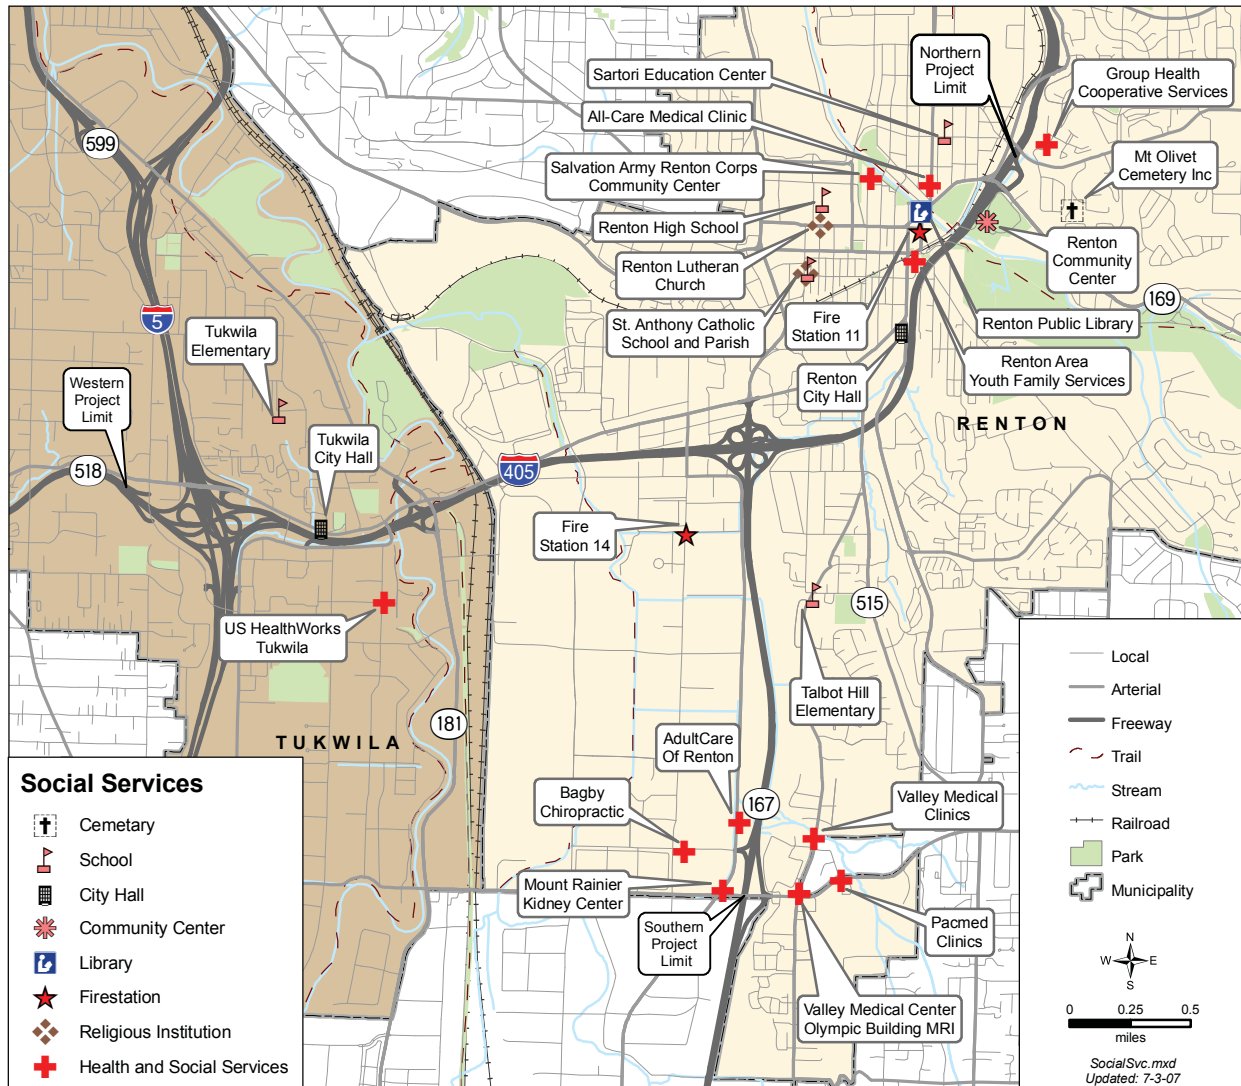 Sartori Education Center
All-Care Medical Clinic
Salvation Army Renton Corps
Community Center
Renton High School
Renton Lutheran
Church
St. Anthony Catholic
School and Parish
Northern
Project
Limit
Group Health
Cooperative Services
Mt Olivet
Cemetery Inc
Renton
Community
Center
169
Fire
Station 11
Renton Public Library
Renton Area
Youth Family Services
Renton
City Hall
RENTON
599
5
Tukwila
Elementary
Western
Project
Limit
518
Tukwila
City Hall
405
Fire
Station 14
US HealthWorks
Tukwila
515
Talbot Hill
Elementary
181
TUKWILA
AdultCare
Of Renton
167
Bagby
Chiropractic
Valley Medical
Clinics
Mount Rainier
Kidney Center
Southern
Project
Limit
Pacmed
Clinics
Valley Medical Center
Olympic Building MRI
Social Services
Cemetary
School
City Hall
Community Center
Library
Firestation
Religious Institution
Health and Social Services
Local
Arterial
Freeway
Trail
Stream
Railroad
Park
Municipality
N
W E
S
0 0.25 0.5
miles
SocialSvc.mxd
Updated: 7-3-07